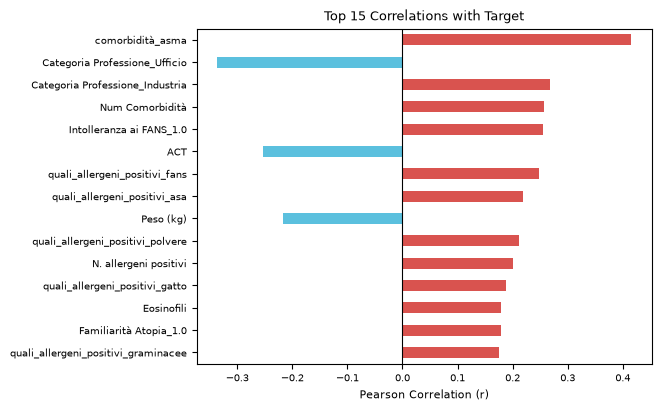 Top 15 Correlations with Target
comorbidità_asma
Categoria Professione_Ufficio
Categoria Professione_Industria
Num Comorbidità
Intolleranza ai FANS_1.0
ACT
quali_allergeni_positivi_fans
quali_allergeni_positivi_asa
Peso (kg)
quali_allergeni_positivi_polvere
N. allergeni positivi
quali_allergeni_positivi_gatto
Eosinofili
Familiarità Atopia_1.0
quali_allergeni_positivi_graminacee
−0.3 −0.2 −0.1 0.0 0.1 0.2 0.3 0.4
Pearson Correlation (r)